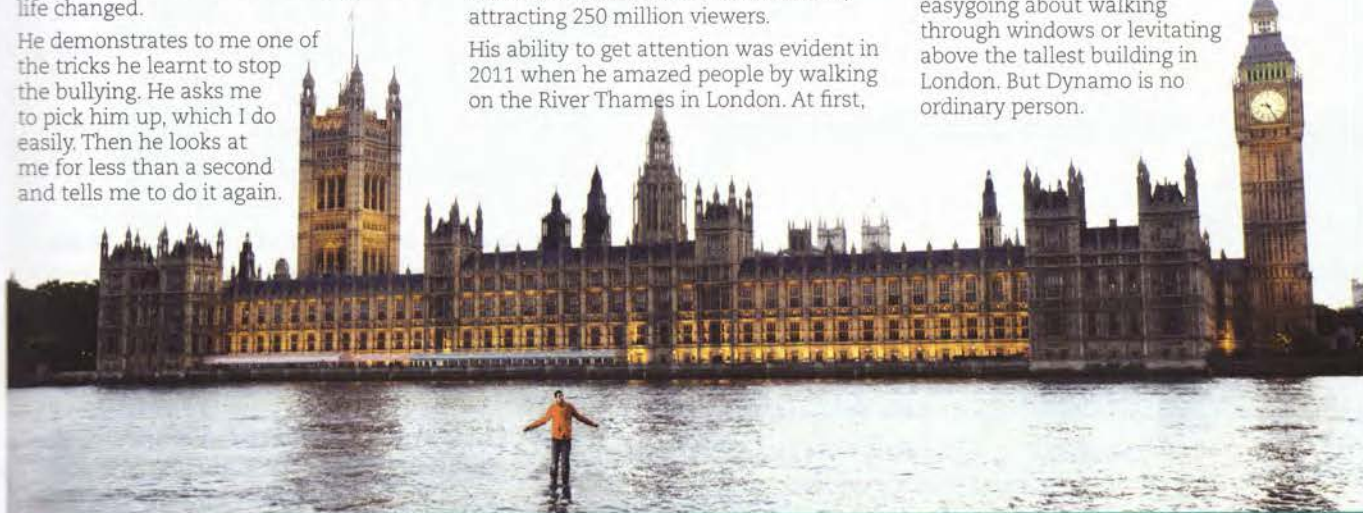 life changed.
He demonstrates to me one of
the tricks he learnt to stop
the bullying. He asks me
to pick him up, which I do
easily. Then he looks at
me for less than a second
and tells me to do it again.
attracting 250 million viewers.
His ability to get attention was evident in
2011 when he amazed people by walking
on the River Thames in London. At first,
easygoing about walking
through windows or levitating
above the tallest building in
London. But Dynamo is no
ordinary person.